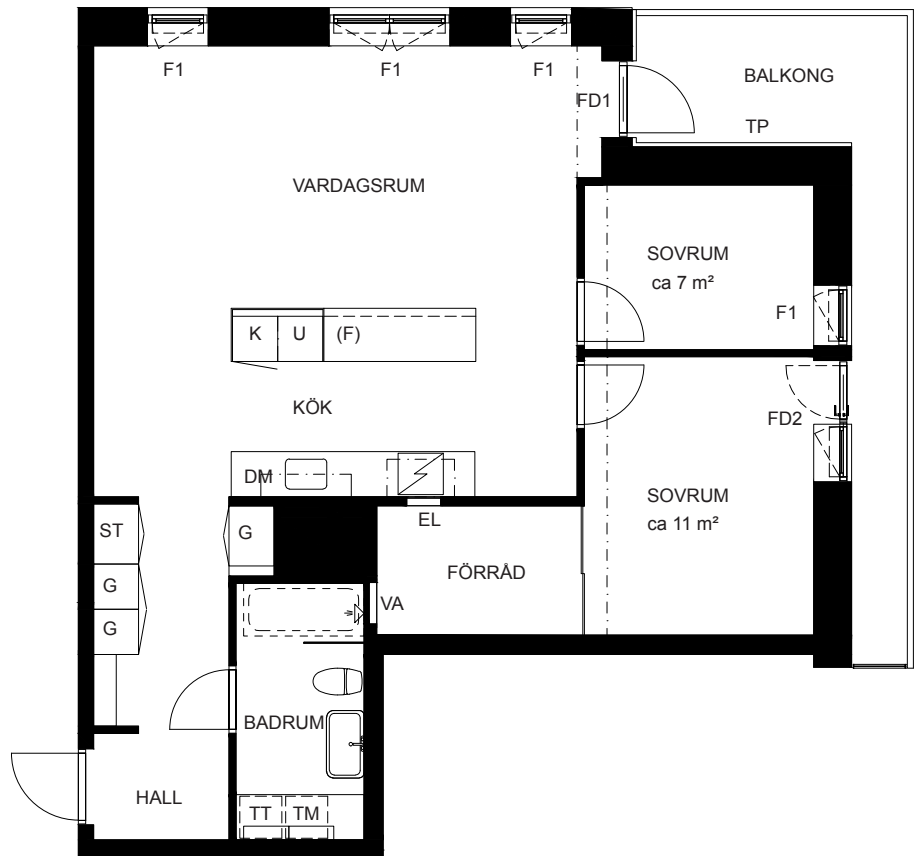 F1
F1
F1
FD1
BALKONG
TP
VARDAGSRUM
SOVRUM
ca 7 m²
F1
K
U
(F)
KÖK
FD2
DM
SOVRUM
ca 11 m²
ST
G
EL
FÖRRÅD
G
VA
G
BADRUM
HALL
TT
TM